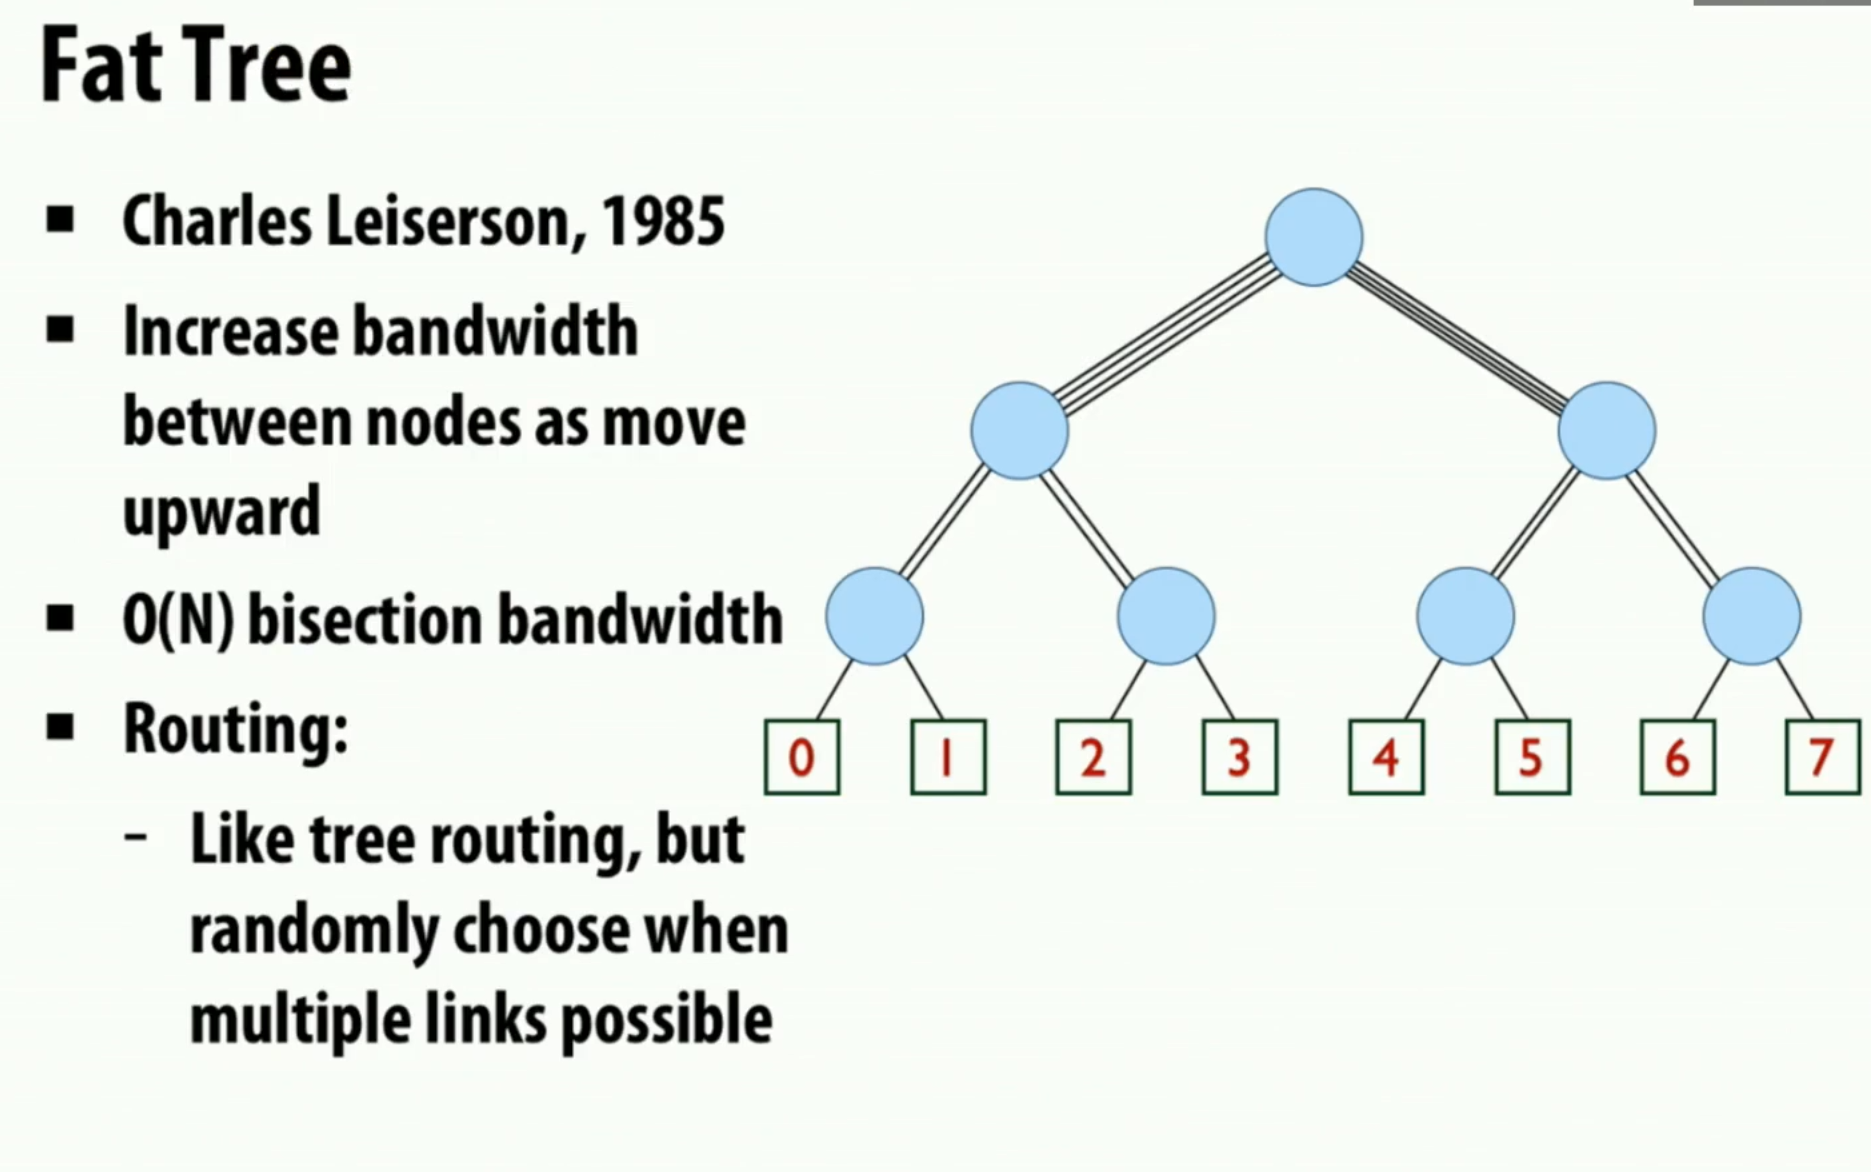 Fat Tree
■ Charles Leiserson, 1985
■ Increase bandwidth
between nodes as move
upward
■ O(N) bisection bandwidth
■ Routing:
– Like tree routing, but
randomly choose when
multiple links possible
0 1 2 3 4 5 6 7